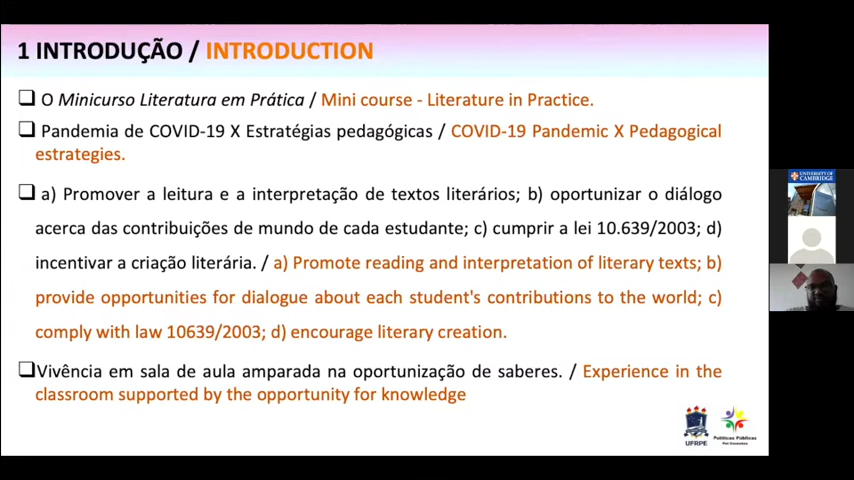 1 INTRODUÇÃO / INTRODUCTION
O Minicurso Literatura em Prática / Mini course - Literature in Practice.
Pandemia de COVID-19 X Estratégias pedagógicas / COVID-19 Pandemic X Pedagogical
estrategies.
a) Promover a leitura e a interpretação de textos literários; b) oportunizar o diálogo
acerca das contribuições de mundo de cada estudante; c) cumprir a lei 10.639/2003; d)
incentivar a criação literária. / a) Promote reading and interpretation of literary texts; b)
provide opportunities for dialogue about each student's contributions to the world; c)
comply with law 10639/2003; d) encourage literary creation.
Vivência em sala de aula amparada na oportunização de saberes. / Experience in the
classroom supported by the opportunity for knowledge
UFRPE
Políticas Públicas
UNIVERSITY OF
CAMBRIDGE